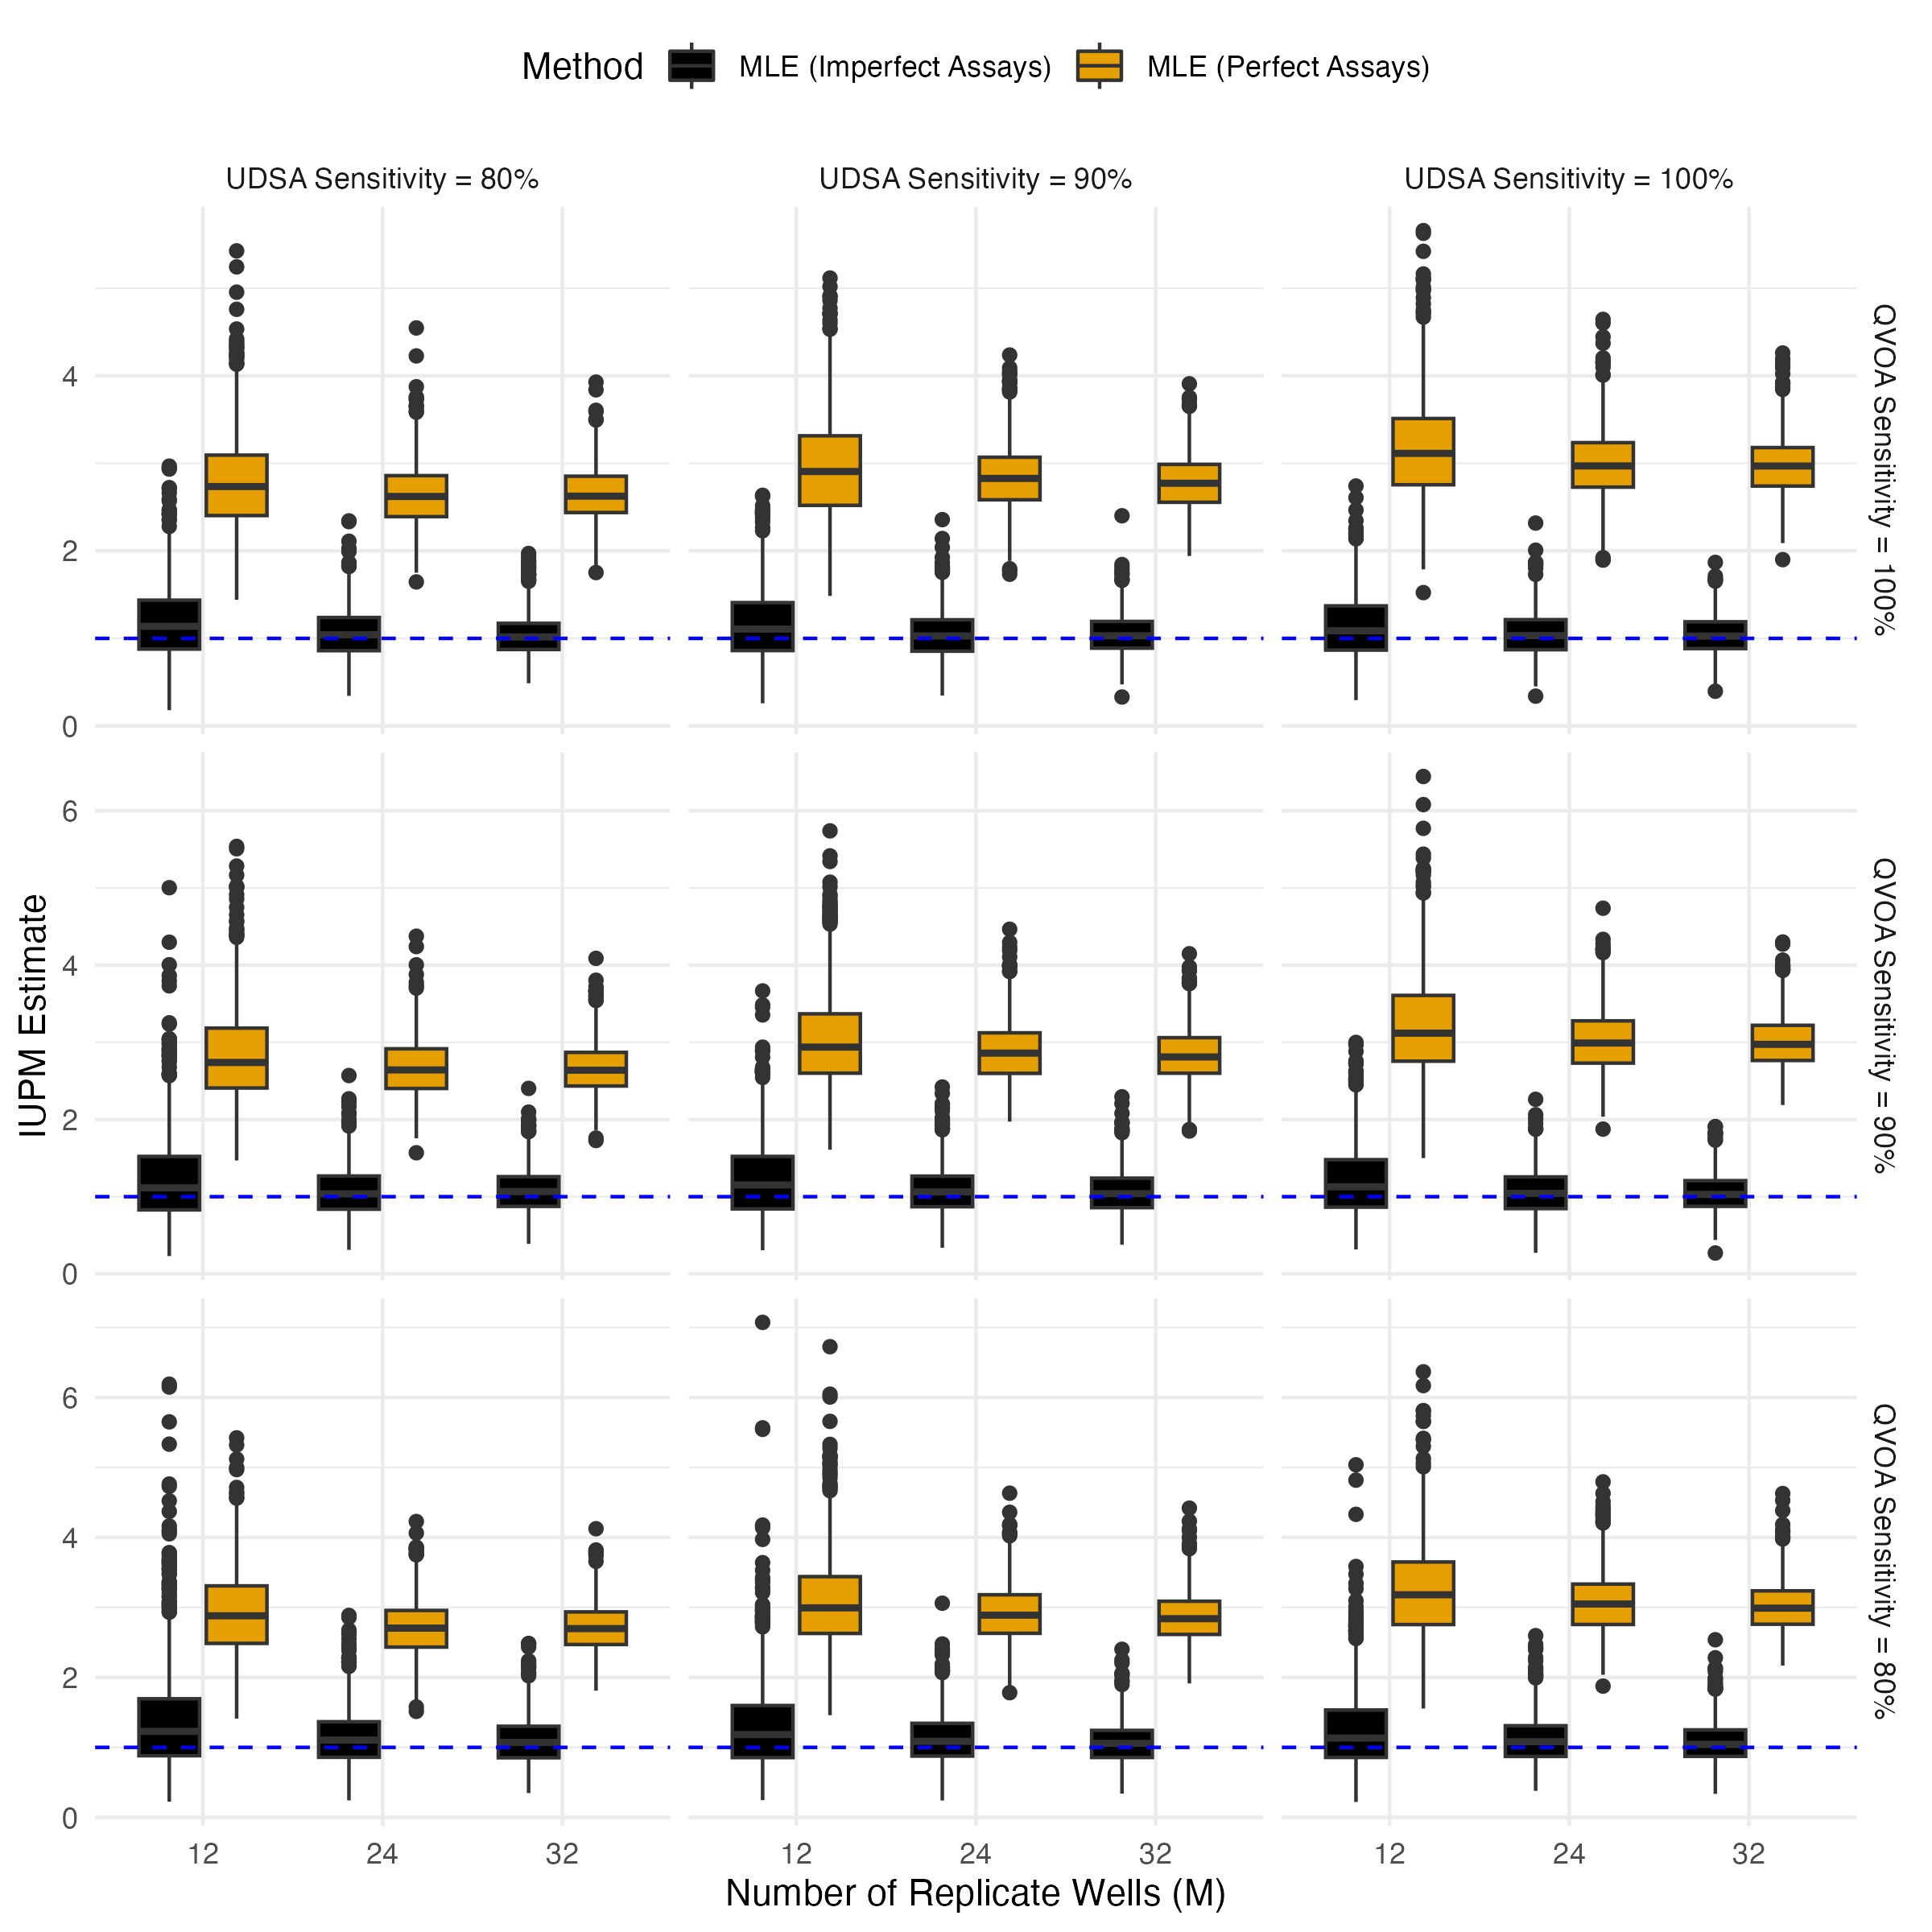 Method MLE (Imperfect Assays) MLE (Perfect Assays)
UDSA Sensitivity = 80% UDSA Sensitivity = 90% UDSA Sensitivity = 100%
4
2
0
QVOA Sensitivity = 100%
6
4
2
0
QVOA Sensitivity = 90%
6
4
2
0
QVOA Sensitivity = 80%
IUPM Estimate
12 24 32 12 24 32 12 24 32
Number of Replicate Wells (M)